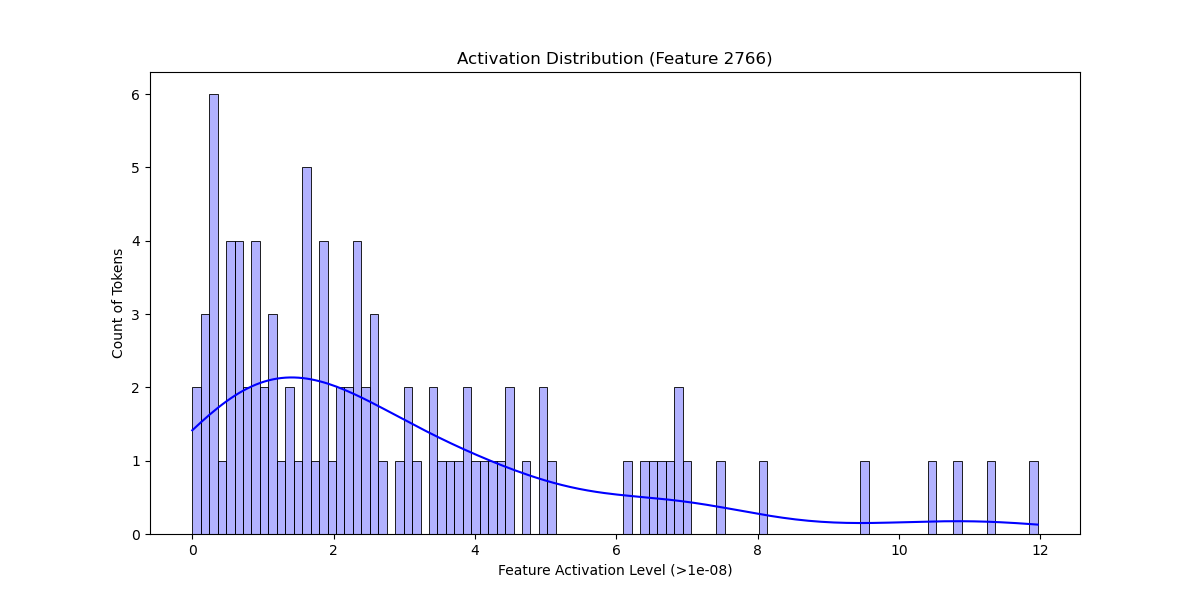 Activation Distribution (Feature 2766)
Count of Tokens
6
5
4
3
2
1
0
0 2 4 6 8 10 12
Feature Activation Level (>1e-08)